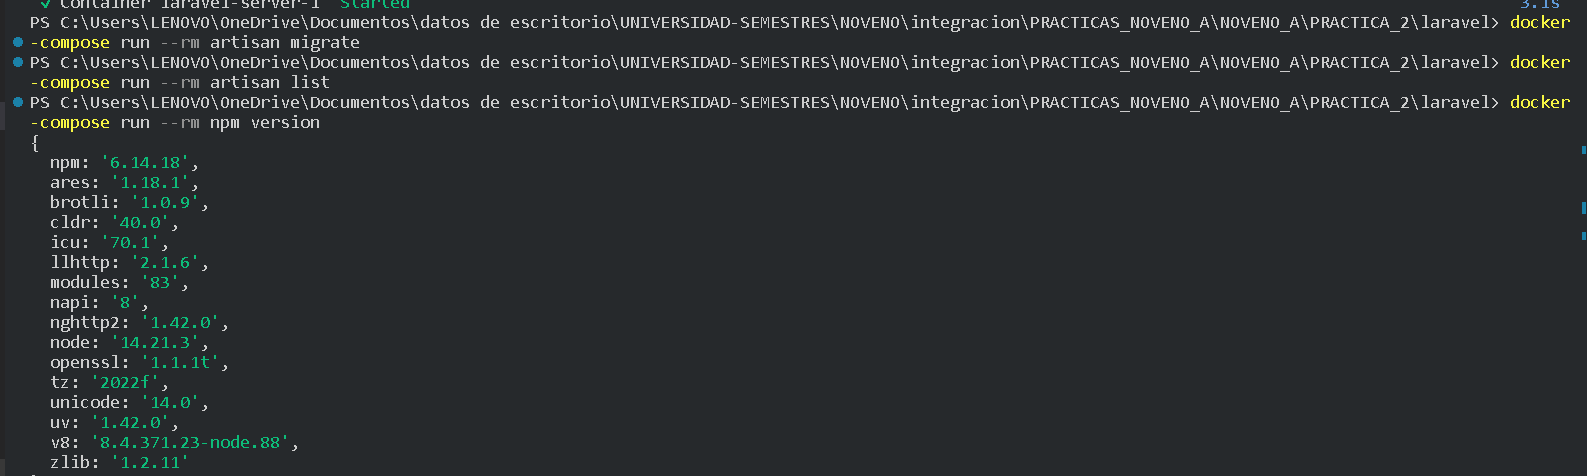 ✓ Container laravel-server-1  Started 3.1s
PS C:\Users\LENOVO\OneDrive\Documentos\datos de escritorio\UNIVERSIDAD-SEMESTRES\NOVENO\integracion\PRACTICAS_NOVENO_A\NOVENO_A\PRACTICA_2\laravel> docker
-compose run --rm artisan migrate
PS C:\Users\LENOVO\OneDrive\Documentos\datos de escritorio\UNIVERSIDAD-SEMESTRES\NOVENO\integracion\PRACTICAS_NOVENO_A\NOVENO_A\PRACTICA_2\laravel> docker
-compose run --rm artisan list
PS C:\Users\LENOVO\OneDrive\Documentos\datos de escritorio\UNIVERSIDAD-SEMESTRES\NOVENO\integracion\PRACTICAS_NOVENO_A\NOVENO_A\PRACTICA_2\laravel> docker
-compose run --rm npm version
{
  npm: '6.14.18',
  ares: '1.18.1',
  brotli: '1.0.9',
  cldr: '40.0',
  icu: '70.1',
  llhttp: '2.1.6',
  modules: '83',
  napi: '8',
  nghttp2: '1.42.0',
  node: '14.21.3',
  openssl: '1.1.1t',
  tz: '2022f',
  unicode: '14.0',
  uv: '1.42.0',
  v8: '8.4.371.23-node.88',
  zlib: '1.2.11'